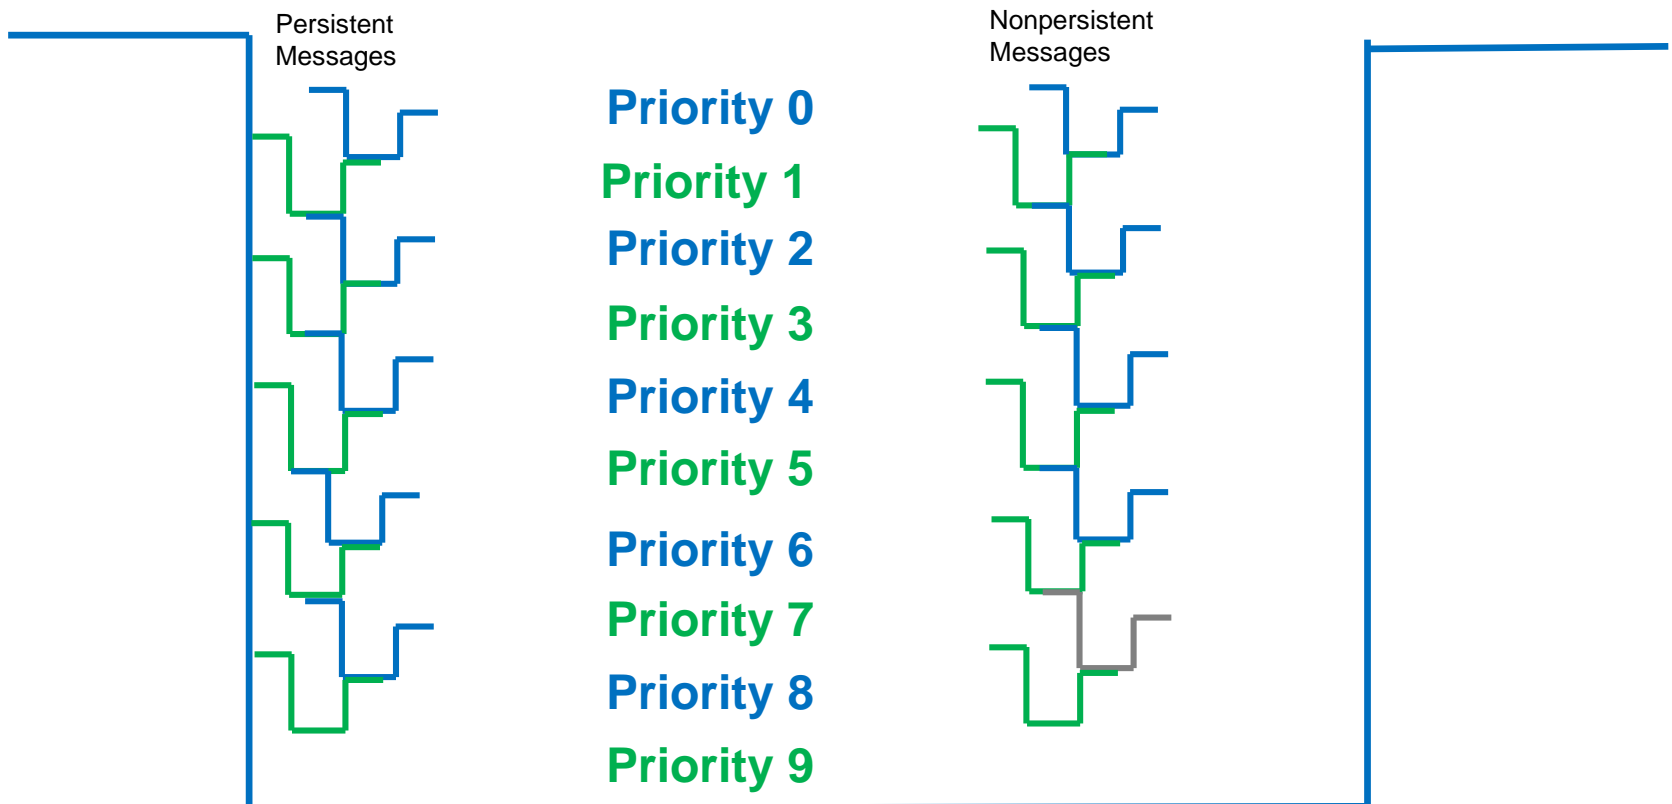 Persistent
Messages
Nonpersistent
Messages
Priority 0
Priority 1
Priority 2
Priority 3
Priority 4
Priority 5
Priority 6
Priority 7
Priority 8
Priority 9